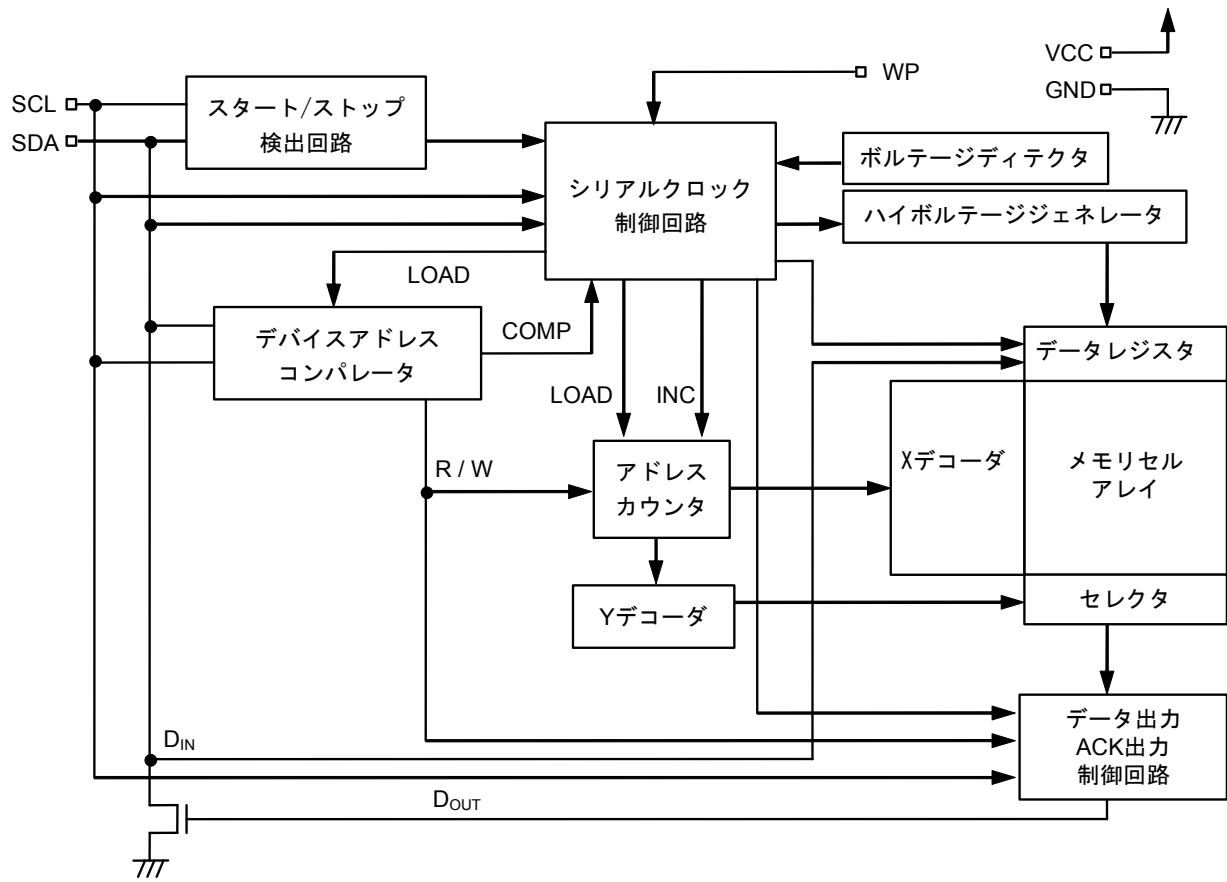 SCL
SDA
スタート/ストップ
検出回路
WP
VCC
GND
シリアルクロック
制御回路
ボルテージディテクタ
ハイボルテージジェネレータ
LOAD
デバイスアドレス
コンパレータ
COMP
LOAD
INC
データレジスタ
R / W
アドレス
カウンタ
Xデコーダ
メモリセル
アレイ
Yデコーダ
セレクタ
データ出力
ACK出力
制御回路
DIN
DOUT